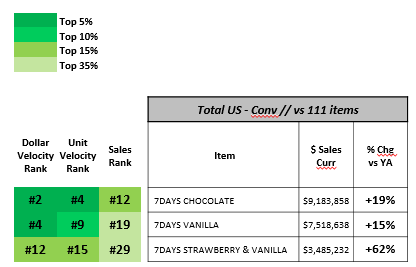 Top 5%
Top 10%
Top 15%
Top 35%
Total US - Conv // vs 111 items
Dollar Velocity Rank
Unit Velocity Rank
Sales Rank
Item
$ Sales Curr
% Chg vs YA
#2 #4 #12 7DAYS CHOCOLATE $9,183,858 +19%
#4 #9 #19 7DAYS VANILLA $7,518,638 +15%
#12 #15 #29 7DAYS STRAWBERRY & VANILLA $3,485,232 +62%